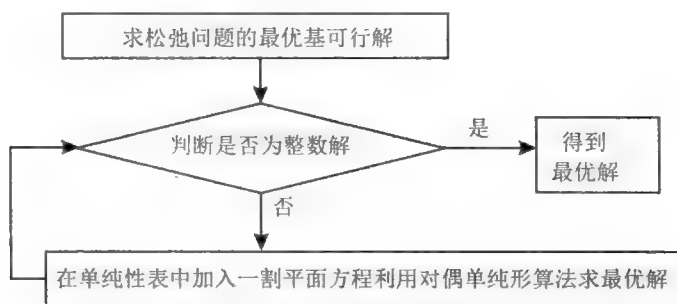 求松弛问题的最优基可行解
判断是否为整数解
是
得到
最优解
否
在单纯性表中加入一割平面方程利用对偶单纯形算法求最优解